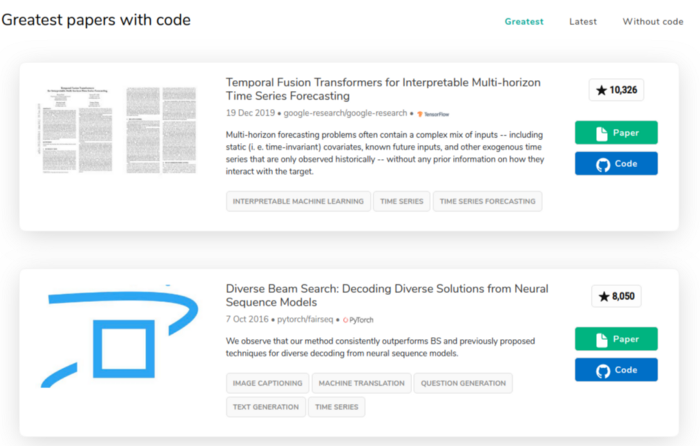 Greatest papers with code
Greatest Latest Without code
Temporal Fusion Transformers for Interpretable Multi-horizon
Time Series Forecasting
19 Dec 2019 • google-research/google-research • TensorFlow
Multi-horizon forecasting problems often contain a complex mix of inputs -- including
static (i. e. time-invariant) covariates, known future inputs, and other exogenous time
series that are only observed historically -- without any prior information on how they
interact with the target.
INTERPRETABLE MACHINE LEARNING TIME SERIES TIME SERIES FORECASTING
★ 10,326
Paper
Code
Diverse Beam Search: Decoding Diverse Solutions from Neural
Sequence Models
7 Oct 2016 • pytorch/fairseq • PyTorch
We observe that our method consistently outperforms BS and previously proposed
techniques for diverse decoding from neural sequence models.
IMAGE CAPTIONING MACHINE TRANSLATION QUESTION GENERATION
TEXT GENERATION TIME SERIES
★ 8,050
Paper
Code